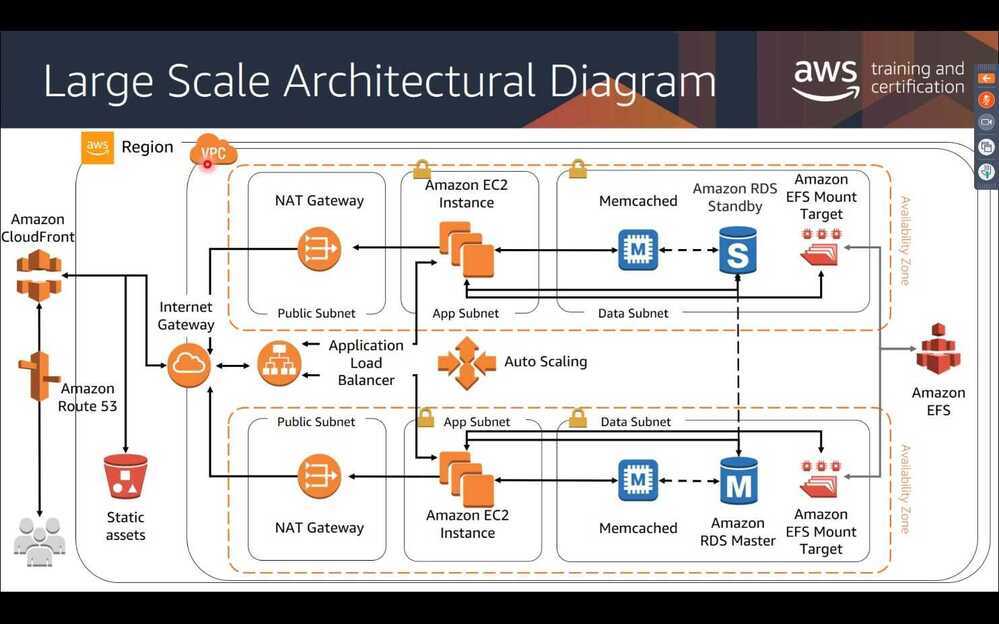 Large Scale Architectural Diagram
aws
training and
certification
aws
Region
VPC
Amazon
CloudFront
Amazon
Route 53
Static
assets
Internet
Gateway
NAT Gateway
Public Subnet
Amazon EC2
Instance
App Subnet
Memcached
M
Amazon RDS
Standby
S
Amazon
EFS Mount
Target
Data Subnet
Availability Zone
Application
Load
Balancer
Auto Scaling
Amazon
EFS
Public Subnet
NAT Gateway
App Subnet
Amazon EC2
Instance
Data Subnet
M
Memcached
M
Amazon
RDS Master
Amazon
EFS Mount
Target
Availability Zone